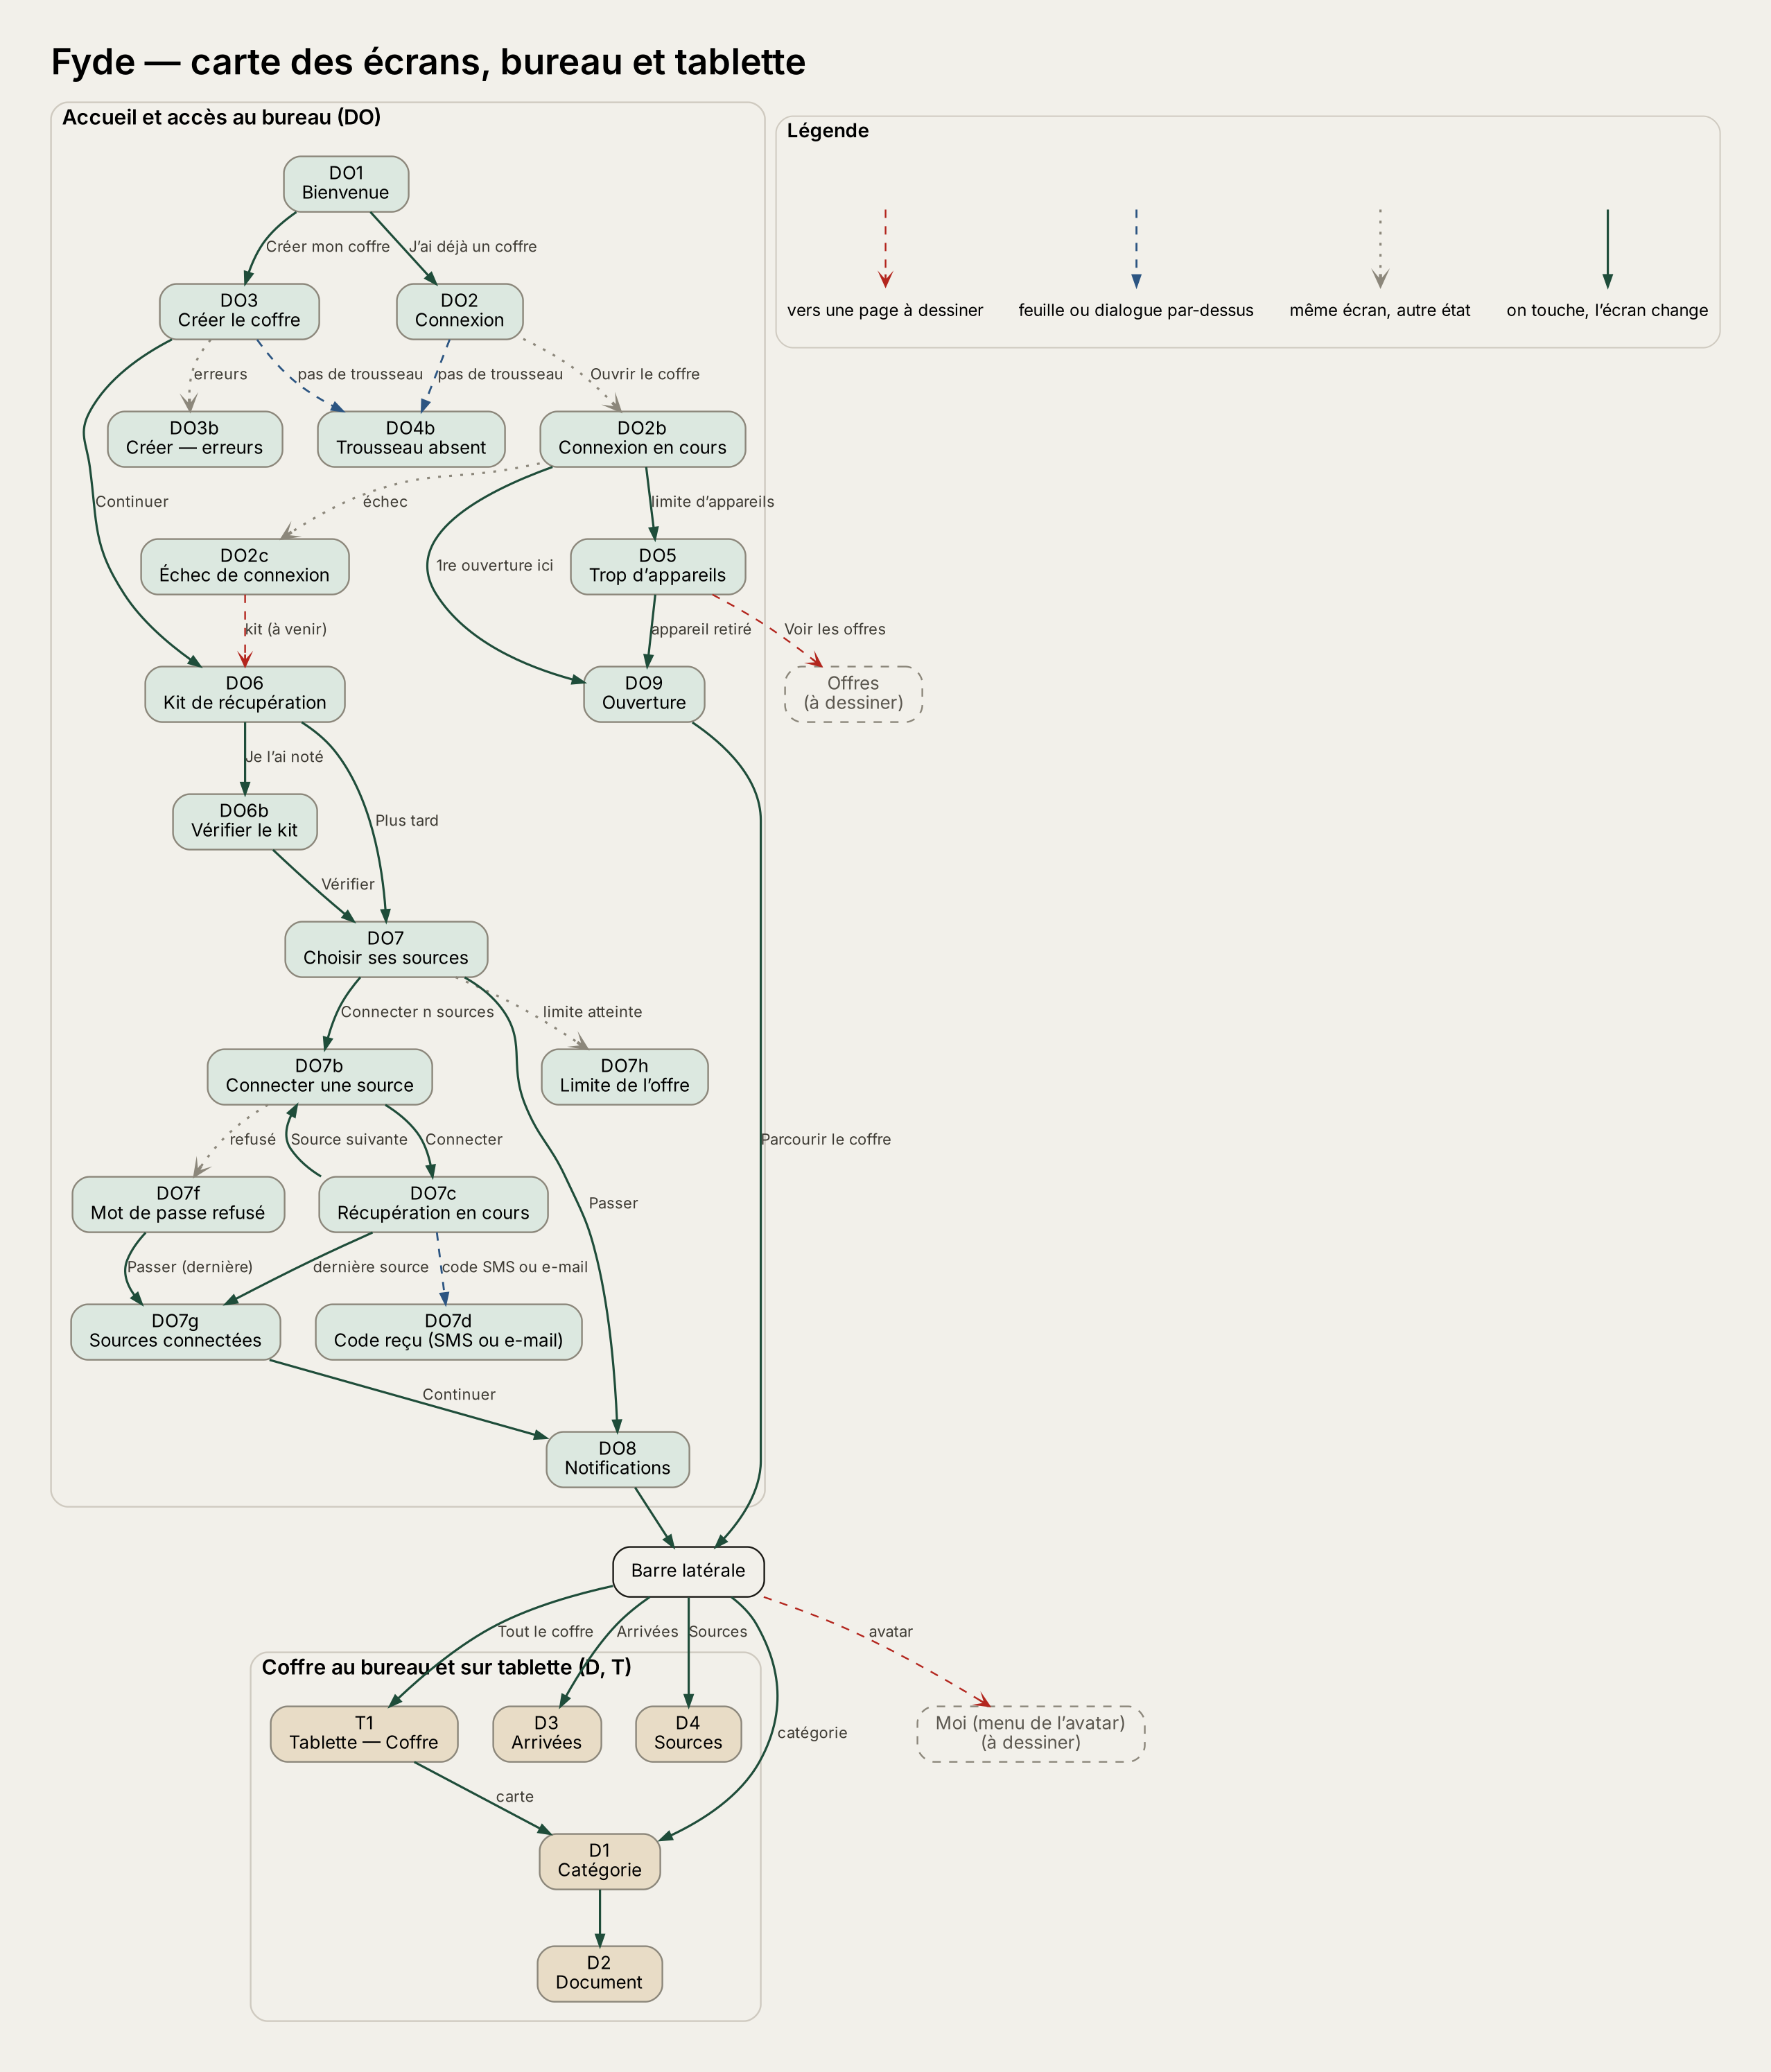 Fyde — carte des écrans, bureau et tablette
Accueil et accès au bureau (DO)
Légende
vers une page à dessiner
feuille ou dialogue par-dessus
même écran, autre état
on touche, l’écran change
DO1
Bienvenue
Créer mon coffre
J’ai déjà un coffre
DO3
Créer le coffre
DO2
Connexion
erreurs
pas de trousseau
pas de trousseau
Ouvrir le coffre
DO3b
Créer — erreurs
DO4b
Trousseau absent
DO2b
Connexion en cours
Continuer
échec
limite d’appareils
DO2c
Échec de connexion
1re ouverture ici
DO5
Trop d’appareils
kit (à venir)
appareil retiré
Voir les offres
DO6
Kit de récupération
DO9
Ouverture
Offres
(à dessiner)
Je l’ai noté
DO6b
Vérifier le kit
Plus tard
Vérifier
DO7
Choisir ses sources
Connecter n sources
limite atteinte
DO7b
Connecter une source
DO7h
Limite de l’offre
refusé
Source suivante
Connecter
Parcourir le coffre
DO7f
Mot de passe refusé
DO7c
Récupération en cours
Passer
Passer (dernière)
dernière source
code SMS ou e-mail
DO7g
Sources connectées
DO7d
Code reçu (SMS ou e-mail)
Continuer
DO8
Notifications
Barre latérale
Tout le coffre
Arrivées
Sources
avatar
Coffre au bureau et sur tablette (D, T)
T1
Tablette — Coffre
D3
Arrivées
D4
Sources
catégorie
Moi (menu de l’avatar)
(à dessiner)
carte
D1
Catégorie
D2
Document